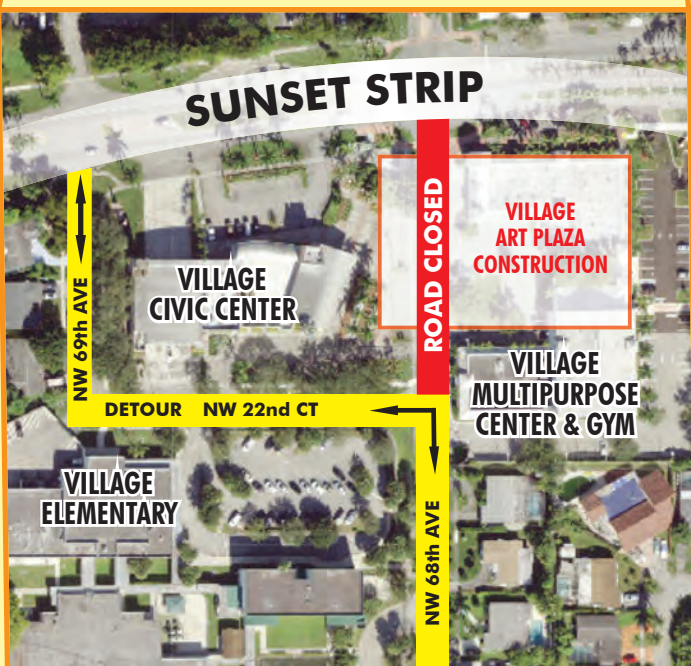 SUNSET STRIP
ROAD CLOSED
VILLAGE
ART PLAZA
CONSTRUCTION
NW 69th AVE
VILLAGE
CIVIC CENTER
VILLAGE
MULTIPURPOSE
CENTER & GYM
DETOUR NW 22nd CT
VILLAGE
ELEMENTARY
NW 68th AVE